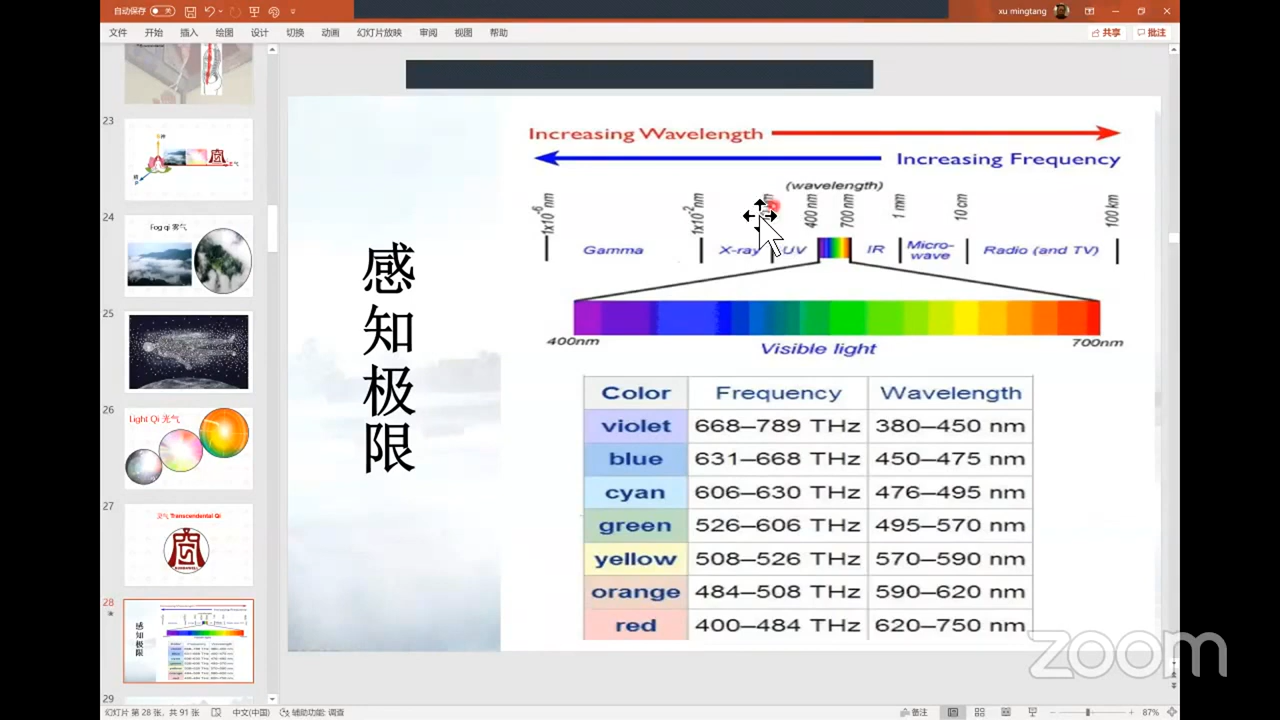 自动保存 关
xu mingtang
文件 开始 插入 绘图 设计 切换 动画 幻灯片放映 审阅 视图 帮助
共享 批注
23
24
Fog qi 雾气
25
26
Light Qi 光气
27
Transcendental Qi
28
感知极限
29
感知极限
Increasing Wavelength
Increasing Frequency
(wavelength)
1x10⁻⁶ nm
1x10⁻² nm
400 nm
700 nm
1 mm
10 cm
100 km
Gamma X-ray UV IR Micro-
wave Radio (and TV)
400nm Visible light 700nm
Color Frequency Wavelength
violet 668–789 THz 380–450 nm
blue 631–668 THz 450–475 nm
cyan 606–630 THz 476–495 nm
green 526–606 THz 495–570 nm
yellow 508–526 THz 570–590 nm
orange 484–508 THz 590–620 nm
red 400–484 THz 620–750 nm
zoom
幻灯片 第 28 张，共 91 张 中文(中国) 辅助功能: 调查
备注 87%